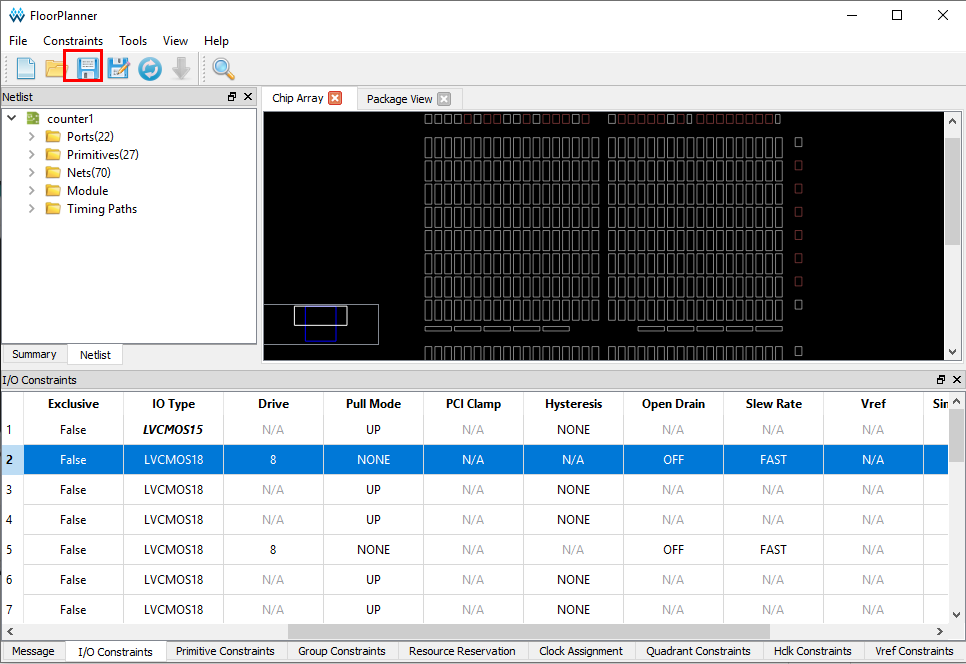 FloorPlanner
File Constraints Tools View Help
Netlist
Chip Array Package View
counter1
Ports(22)
Primitives(27)
Nets(70)
Module
Timing Paths
Summary Netlist
I/O Constraints
Exclusive IO Type Drive Pull Mode PCI Clamp Hysteresis Open Drain Slew Rate Vref Sin
1 False LVCMOS15 N/A UP N/A NONE N/A N/A N/A
2 False LVCMOS18 8 NONE N/A N/A OFF FAST N/A
3 False LVCMOS18 N/A UP N/A NONE N/A N/A N/A
4 False LVCMOS18 N/A UP N/A NONE N/A N/A N/A
5 False LVCMOS18 8 NONE N/A N/A OFF FAST N/A
6 False LVCMOS18 N/A UP N/A NONE N/A N/A N/A
7 False LVCMOS18 N/A UP N/A NONE N/A N/A N/A
Message I/O Constraints Primitive Constraints Group Constraints Resource Reservation Clock Assignment Quadrant Constraints Hclk Constraints Vref Constraints